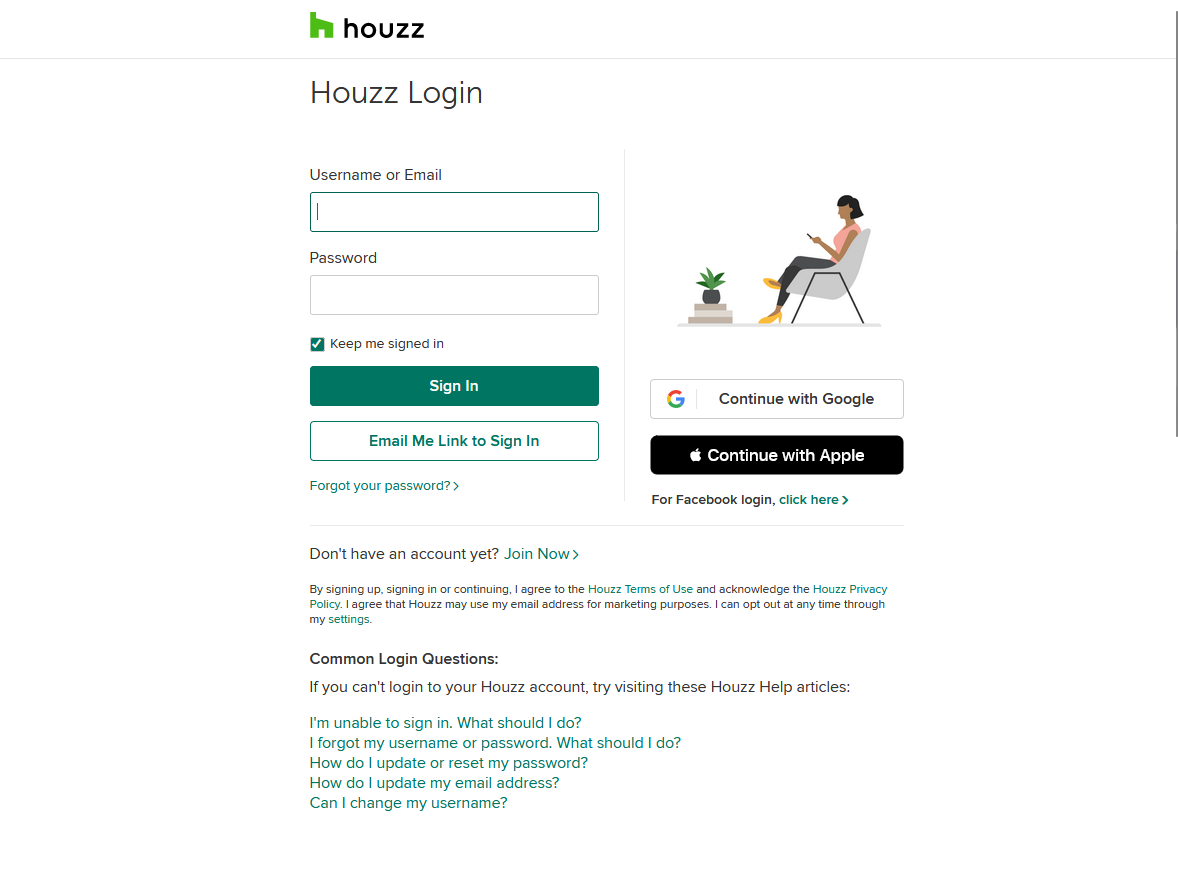 houzz
Houzz Login
Username or Email
Password
Keep me signed in
Sign In
Email Me Link to Sign In
Forgot your password?
Continue with Google
Continue with Apple
For Facebook login, click here
Don't have an account yet? Join Now
By signing up, signing in or continuing, I agree to the Houzz Terms of Use and acknowledge the Houzz Privacy
Policy. I agree that Houzz may use my email address for marketing purposes. I can opt out at any time through
my settings.
Common Login Questions:
If you can't login to your Houzz account, try visiting these Houzz Help articles:
I'm unable to sign in. What should I do?
I forgot my username or password. What should I do?
How do I update or reset my password?
How do I update my email address?
Can I change my username?